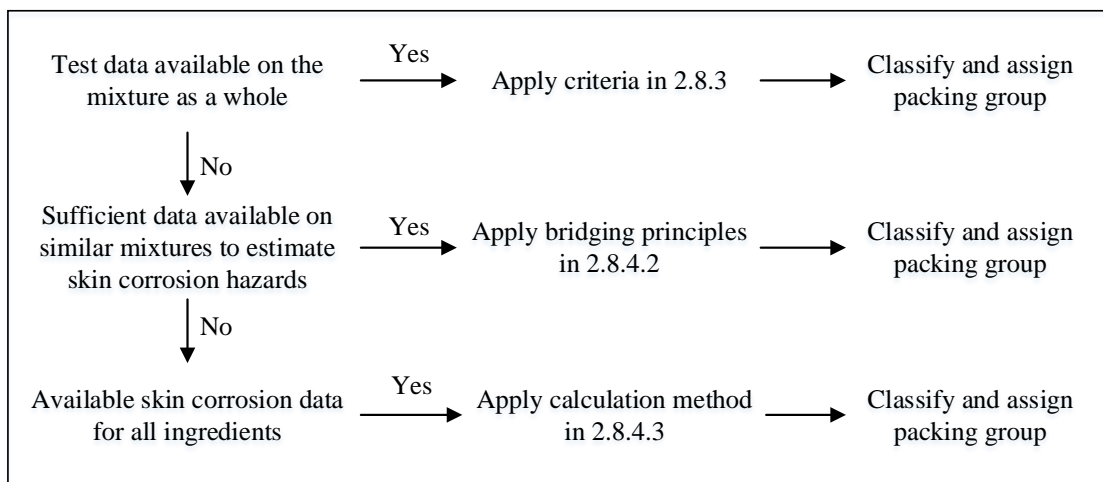 Test data available on the
mixture as a whole
Yes
Apply criteria in 2.8.3
Classify and assign
packing group
No
Sufficient data available on
similar mixtures to estimate
skin corrosion hazards
Yes
Apply bridging principles
in 2.8.4.2
Classify and assign
packing group
No
Available skin corrosion data
for all ingredients
Yes
Apply calculation method
in 2.8.4.3
Classify and assign
packing group